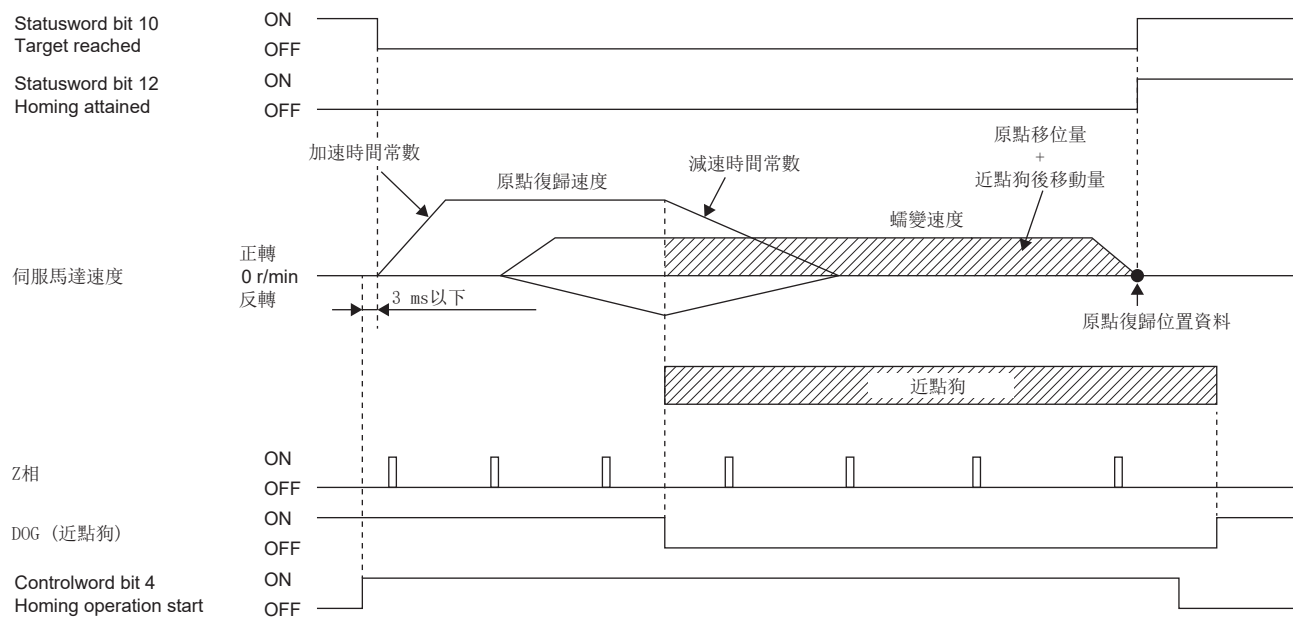 Statusword bit 10
Target reached
ON
OFF
Statusword bit 12
Homing attained
ON
OFF
加速時間常數
原點復歸速度
減速時間常數
原點移位量
+
近點狗後移動量
蠕變速度
伺服馬達速度
正轉
0 r/min
反轉
3 ms以下
原點復歸位置資料
近點狗
Z相
ON
OFF
DOG (近點狗)
ON
OFF
Controlword bit 4
Homing operation start
ON
OFF